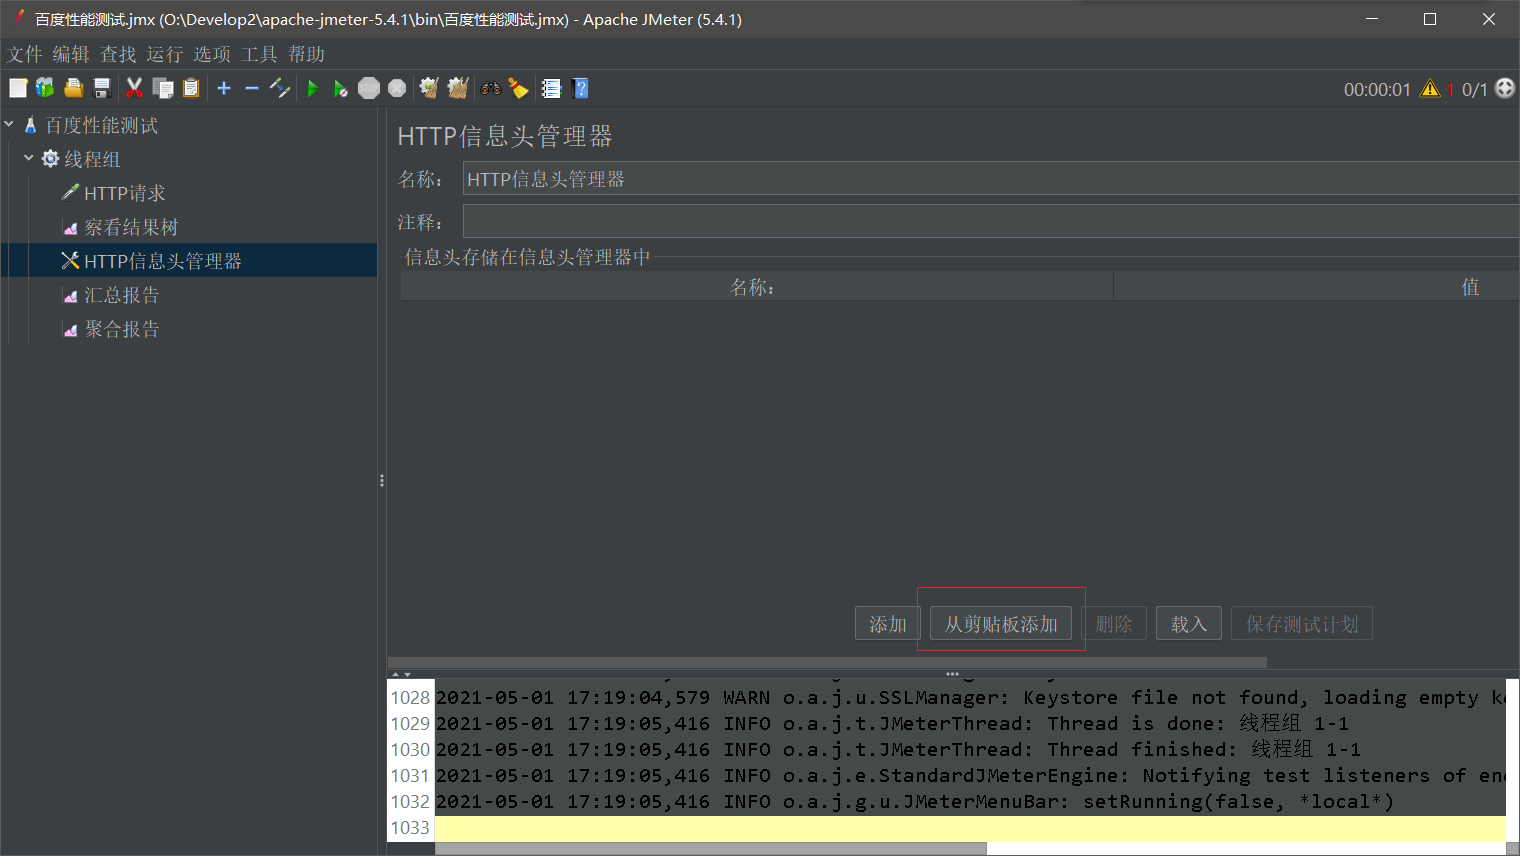 百度性能测试.jmx (O:\Develop2\apache-jmeter-5.4.1\bin\百度性能测试.jmx) - Apache JMeter (5.4.1)
文件 编辑 查找 运行 选项 工具 帮助
00:00:01 1 0/1
百度性能测试
线程组
HTTP请求
察看结果树
HTTP信息头管理器
汇总报告
聚合报告
HTTP信息头管理器
名称： HTTP信息头管理器
注释：
信息头存储在信息头管理器中
名称： 值
添加 从剪贴板添加 删除 载入 保存测试计划
1028 2021-05-01 17:19:04,579 WARN o.a.j.u.SSLManager: Keystore file not found, loading empty
1029 2021-05-01 17:19:05,416 INFO o.a.j.t.JMeterThread: Thread is done: 线程组 1-1
1030 2021-05-01 17:19:05,416 INFO o.a.j.t.JMeterThread: Thread finished: 线程组 1-1
1031 2021-05-01 17:19:05,416 INFO o.a.j.e.StandardJMeterEngine: Notifying test listeners of
1032 2021-05-01 17:19:05,416 INFO o.a.j.g.u.JMeterMenuBar: setRunning(false, *local*)
1033